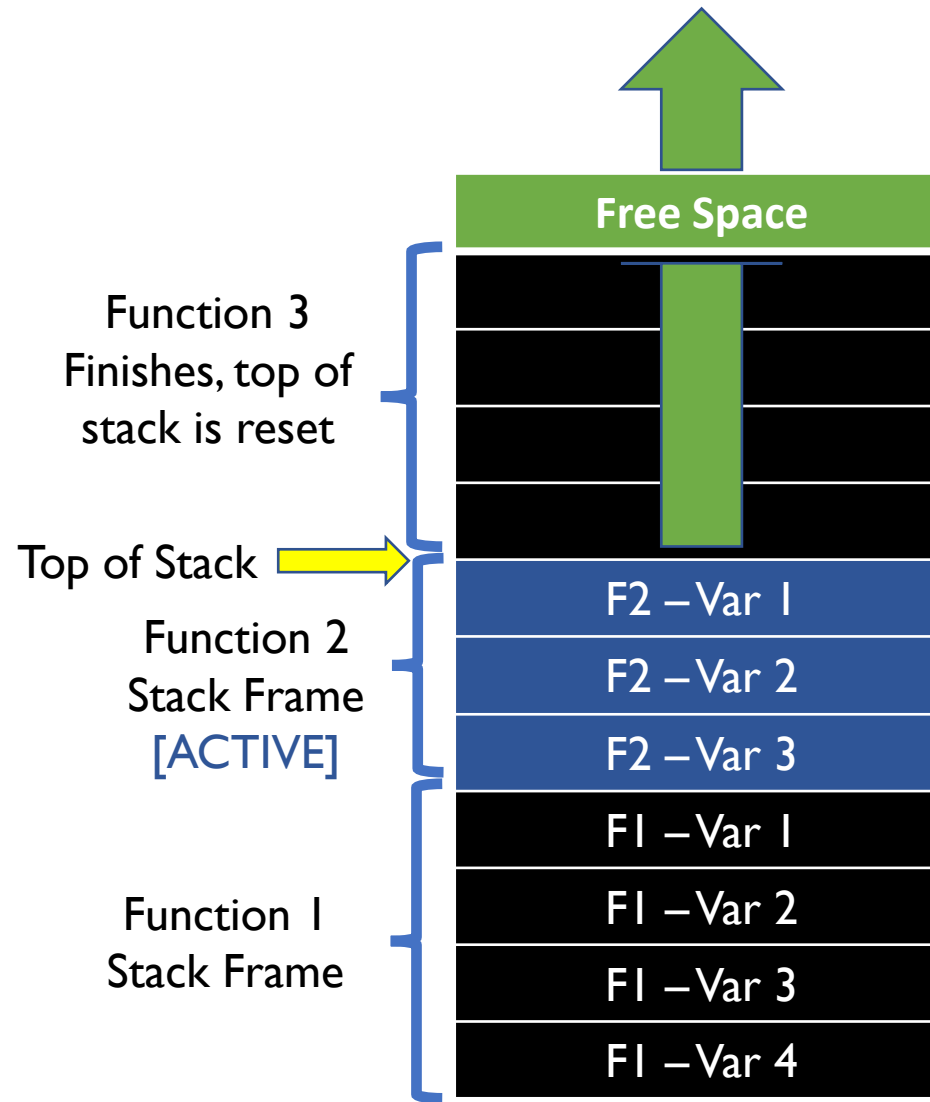 Free Space
Function 3
Finishes, top of
stack is reset
Top of Stack
F2 – Var 1
Function 2
Stack Frame
[ACTIVE]
F2 – Var 2
F2 – Var 3
F1 – Var 1
F1 – Var 2
Function 1
Stack Frame
F1 – Var 3
F1 – Var 4